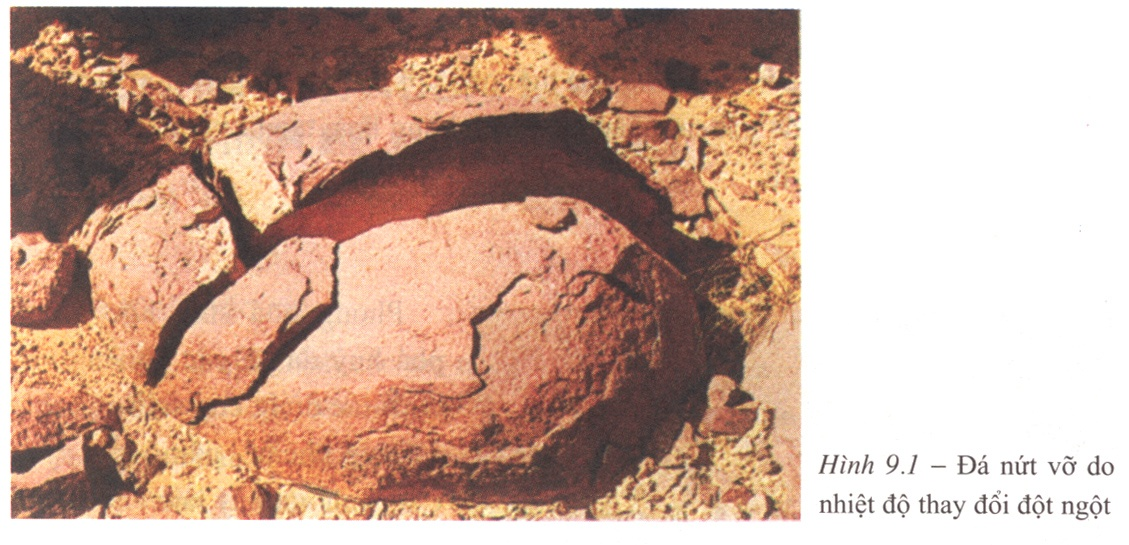 Hình 9.1 – Đá nứt vỡ do
nhiệt độ thay đổi đột ngột